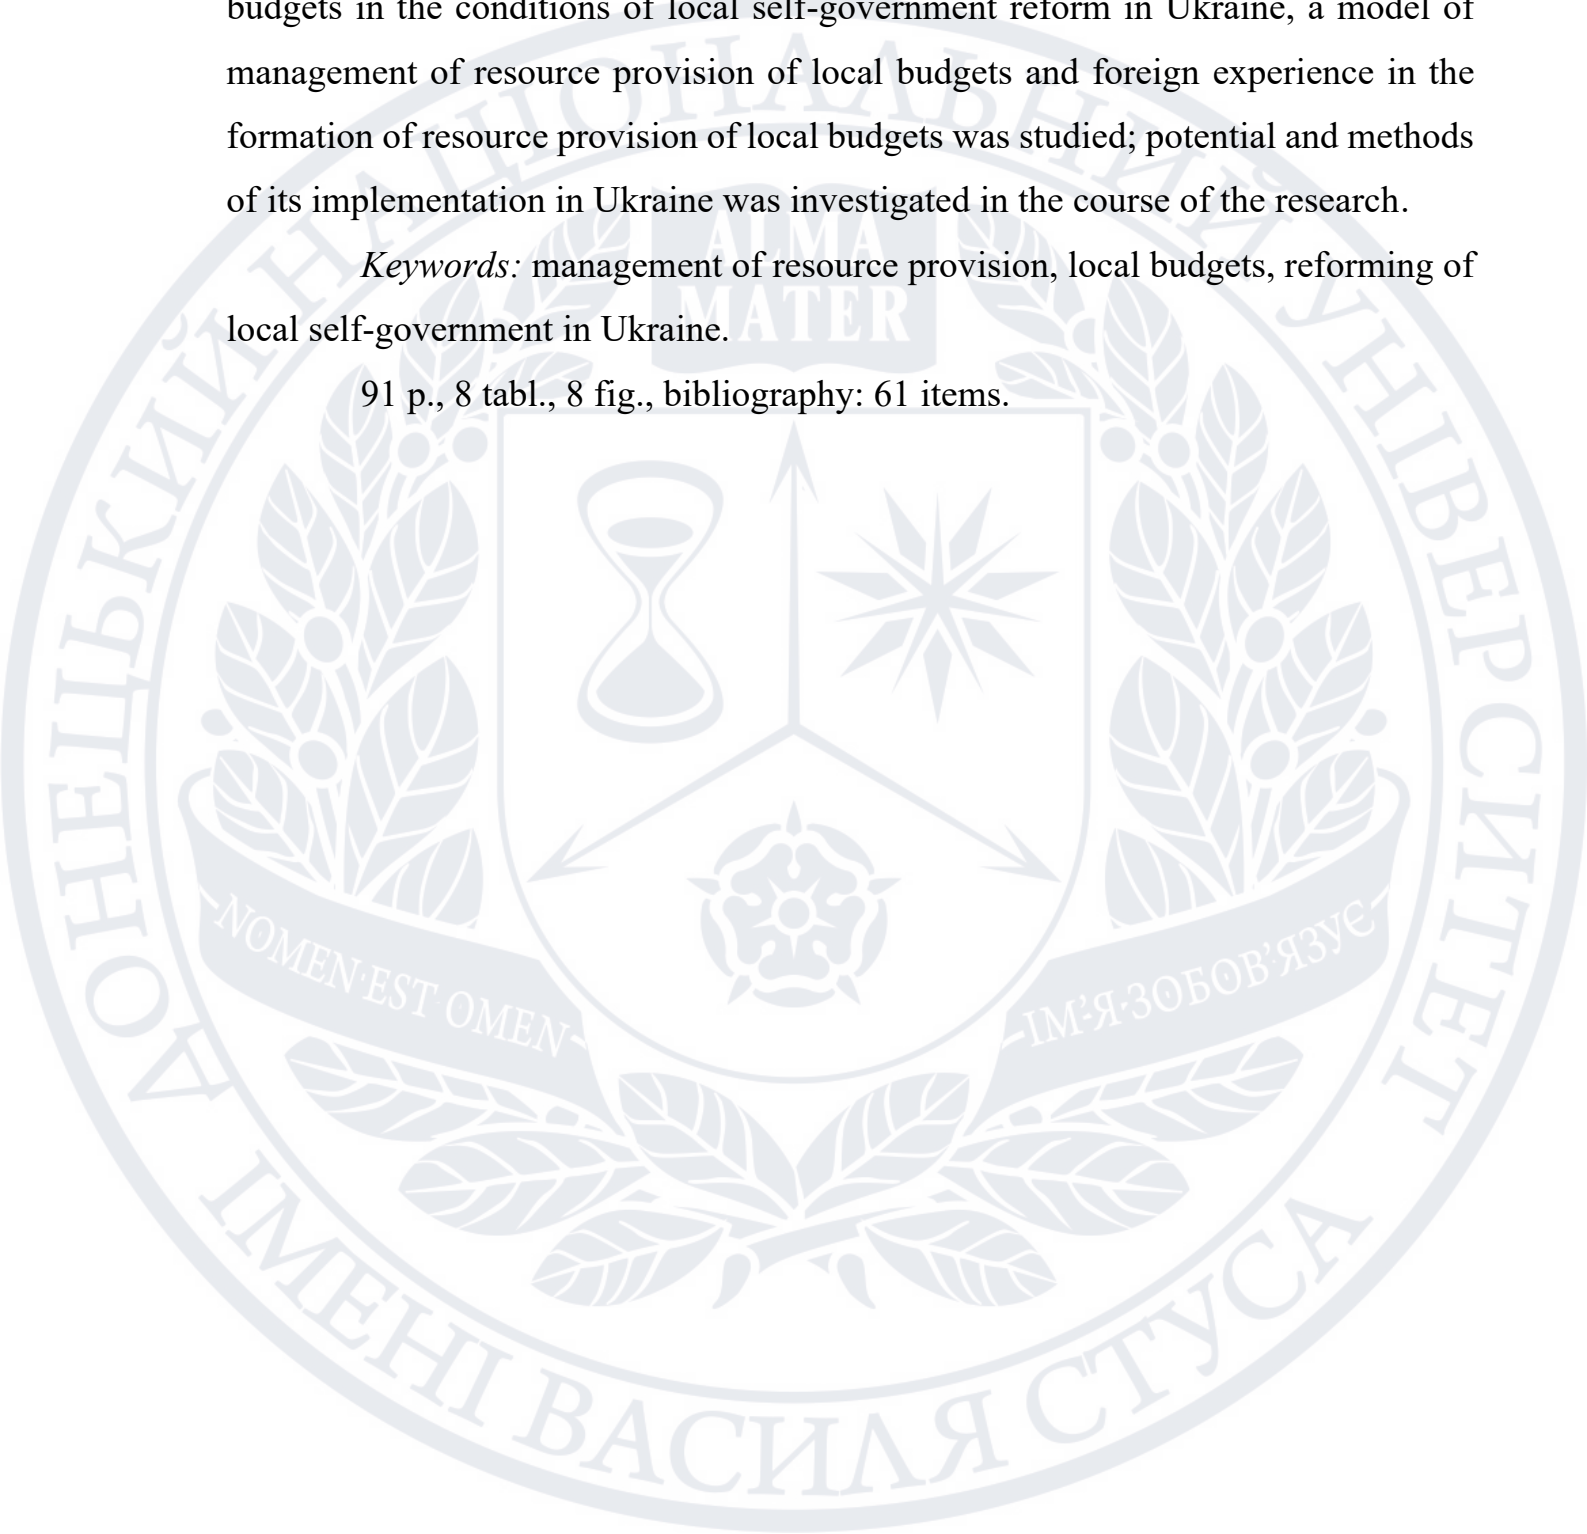 budgets in the conditions of local self-government reform in Ukraine, a model of
management of resource provision of local budgets and foreign experience in the
formation of resource provision of local budgets was studied; potential and methods
of its implementation in Ukraine was investigated in the course of the research.
Keywords: management of resource provision, local budgets, reforming of
local self-government in Ukraine.
91 p., 8 tabl., 8 fig., bibliography: 61 items.
ДОНЕЦЬКИЙ НАЦІОНАЛЬНИЙ УНІВЕРСИТЕТ
ALMA
MATER
NOMEN·EST·OMEN
ІМ'Я·ЗОБОВ'ЯЗУЄ
ІМЕНІ ВАСИЛЯ СТУСА